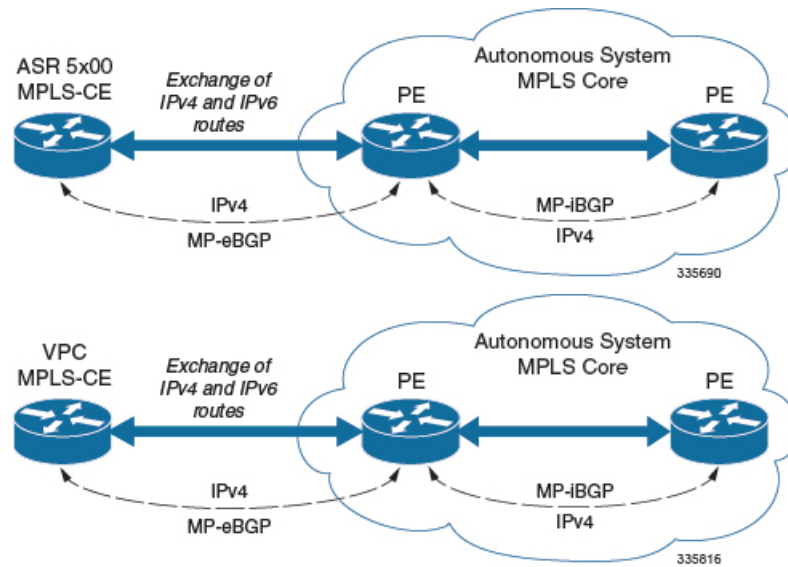 ASR 5x00
MPLS-CE
Exchange of
IPv4 and IPv6
routes
PE
Autonomous System
MPLS Core
PE
IPv4
MP-eBGP
MP-iBGP
IPv4
335690
VPC
MPLS-CE
Exchange of
IPv4 and IPv6
routes
PE
Autonomous System
MPLS Core
PE
IPv4
MP-eBGP
MP-iBGP
IPv4
335816